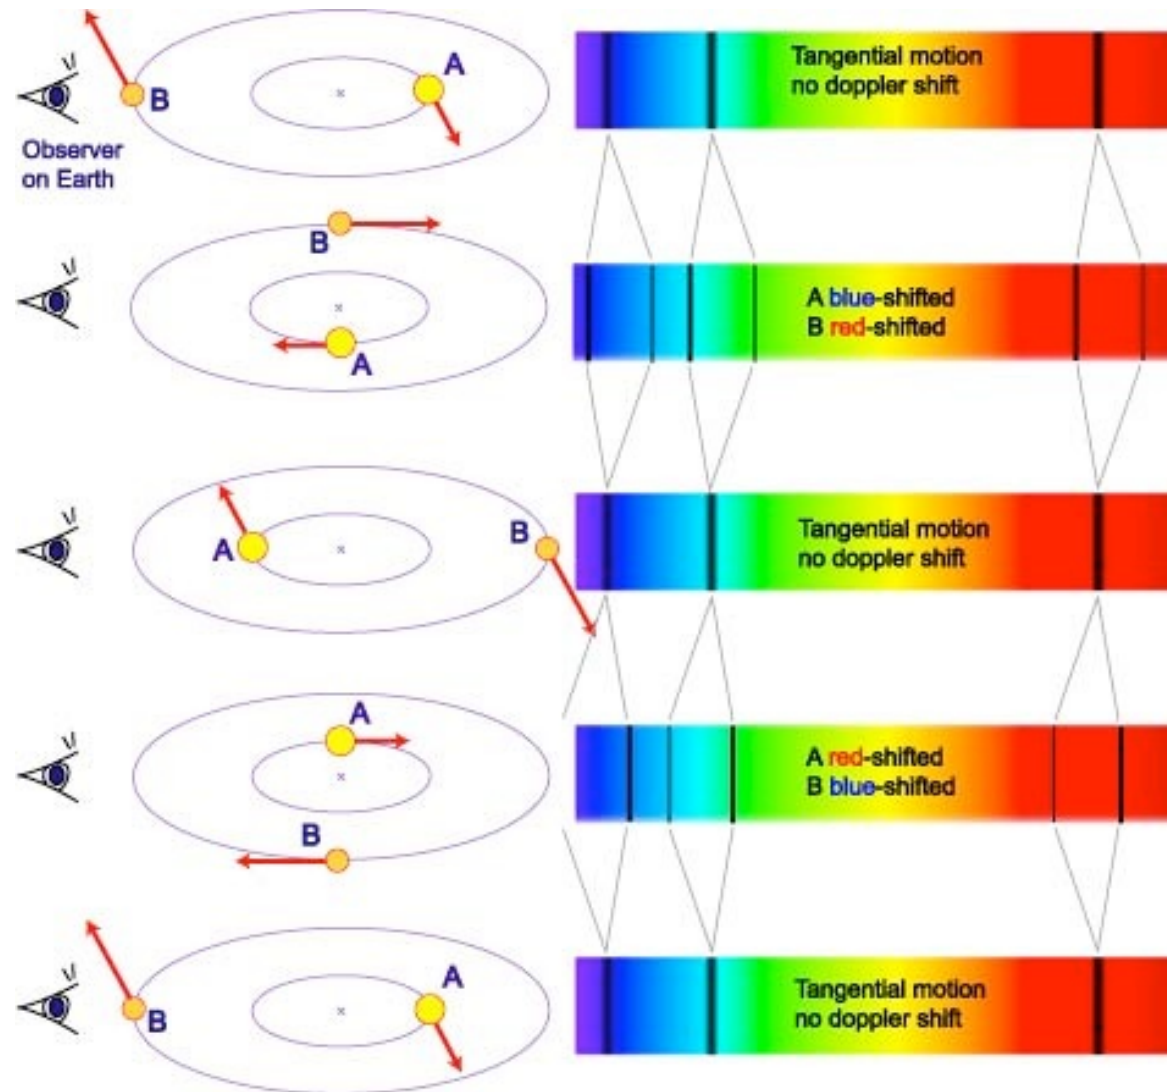 A
B
Tangential motion
no doppler shift
Observer
on Earth
B
A
A blue-shifted
B red-shifted
A
B
Tangential motion
no doppler shift
A
B
A red-shifted
B blue-shifted
A
B
Tangential motion
no doppler shift